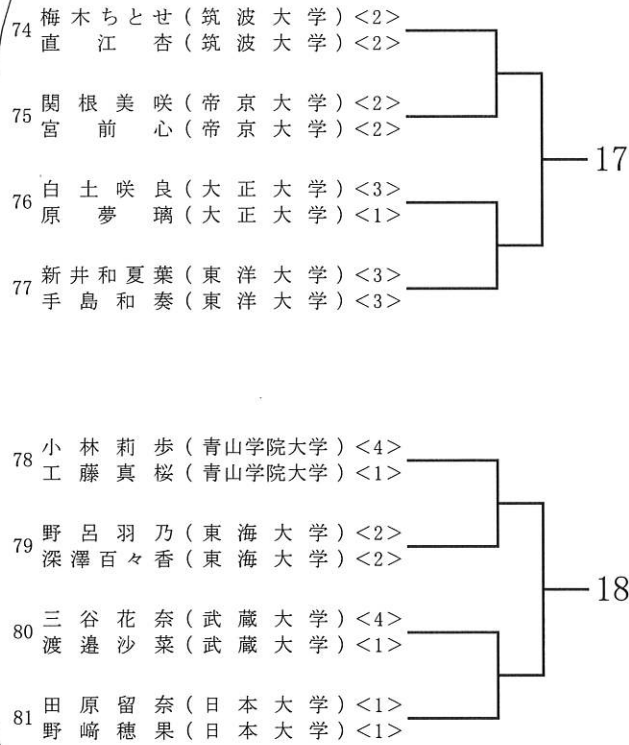 74 梅木ちとせ ( 筑波大学 ) <2>
直江杏 ( 筑波大学 ) <2>
75 関根美咲 ( 帝京大学 ) <2>
宮前心 ( 帝京大学 ) <2>
17
76 白土咲良 ( 大正大学 ) <3>
原夢璃 ( 大正大学 ) <1>
77 新井和夏葉 ( 東洋大学 ) <3>
手島和奏 ( 東洋大学 ) <3>
78 小林莉歩 ( 青山学院大学 ) <4>
工藤真桜 ( 青山学院大学 ) <1>
79 野呂羽乃 ( 東海大学 ) <2>
深澤百々香 ( 東海大学 ) <2>
18
80 三谷花奈 ( 武蔵大学 ) <4>
渡邉沙菜 ( 武蔵大学 ) <1>
81 田原留奈 ( 日本大学 ) <1>
野﨑穂果 ( 日本大学 ) <1>